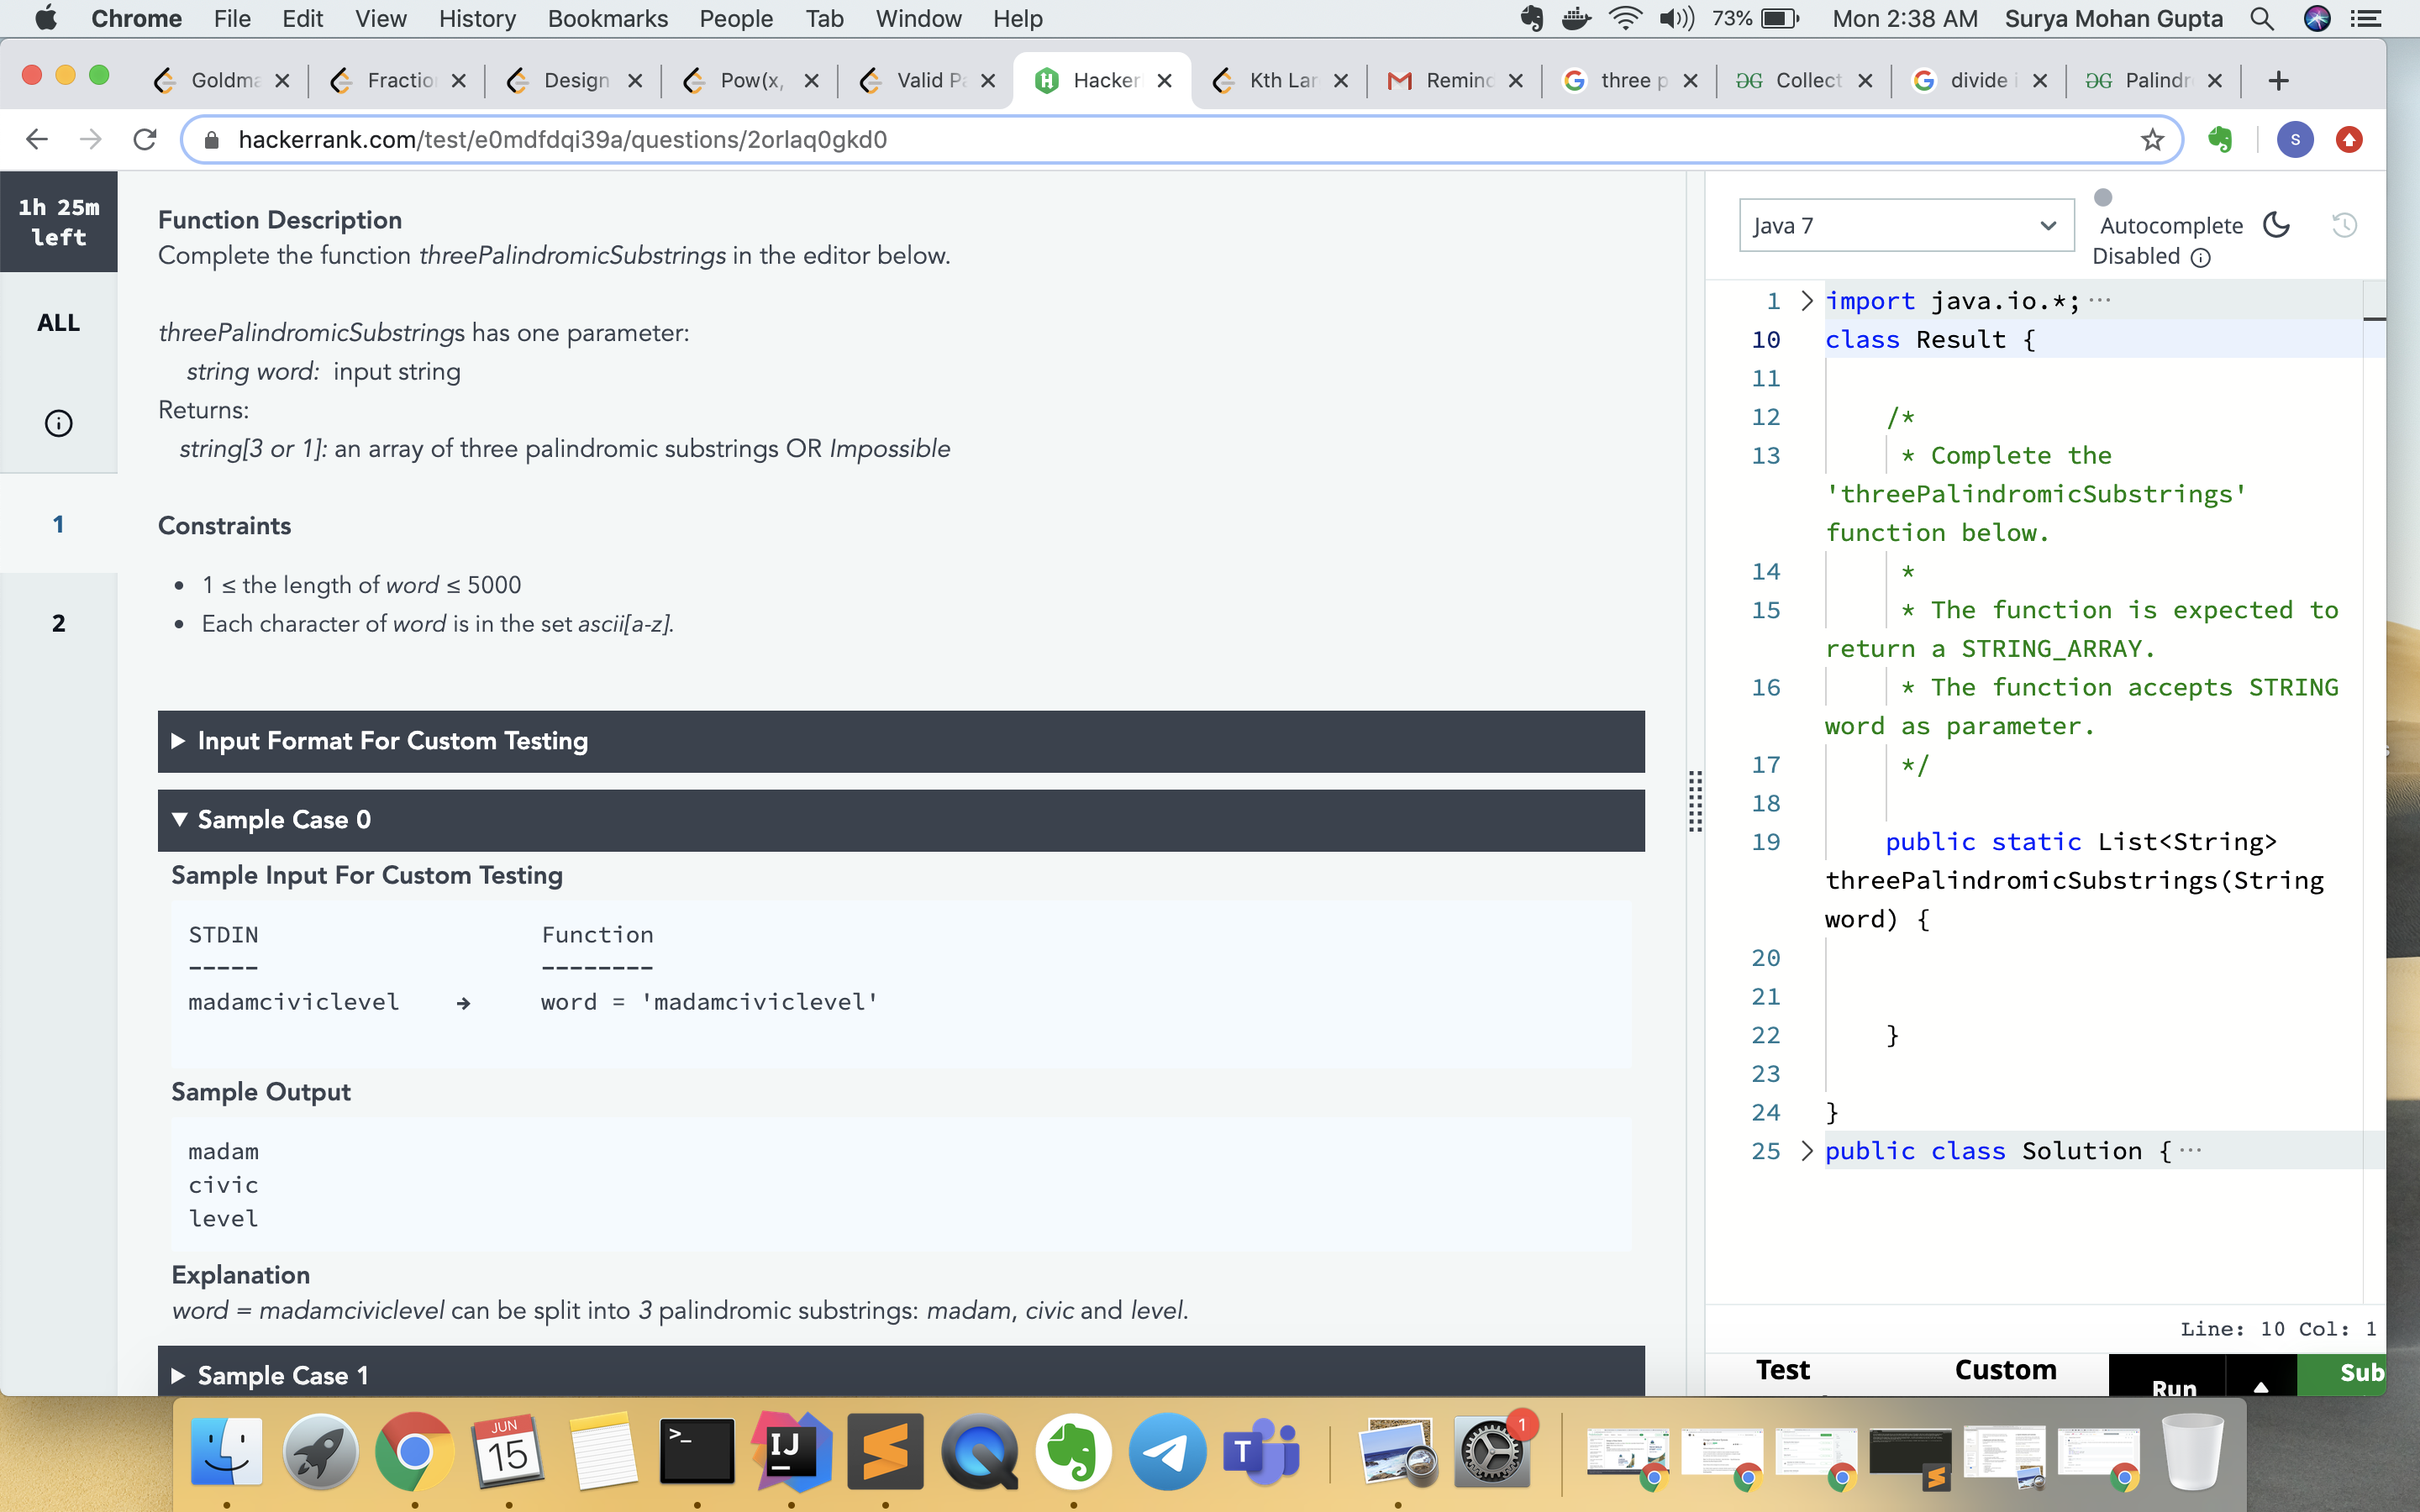 Chrome File Edit View History Bookmarks People Tab Window Help 73% Mon 2:38 AM Surya Mohan Gupta
Goldma Fractio Design Pow(x, Valid Pa Hacker Kth Lar Remind three p Collect divide i Palindr
hackerrank.com/test/e0mdfdqi39a/questions/2orlaq0gkd0 S
1h 25m
left
ALL
1
2
Function Description
Complete the function threePalindromicSubstrings in the editor below.
threePalindromicSubstrings has one parameter:
string word: input string
Returns:
string[3 or 1]: an array of three palindromic substrings OR Impossible
Constraints
• 1 ≤ the length of word ≤ 5000
• Each character of word is in the set ascii[a-z].
Input Format For Custom Testing
Sample Case 0
Sample Input For Custom Testing
STDIN Function
----- --------
madamciviclevel → word = 'madamciviclevel'
Sample Output
madam
civic
level
Explanation
word = madamciviclevel can be split into 3 palindromic substrings: madam, civic and level.
Sample Case 1
Java 7
Autocomplete
Disabled
1 import java.io.*;···
10 class Result {
11
12 /*
13 * Complete the
'threePalindromicSubstrings'
function below.
14 *
15 * The function is expected to
return a STRING_ARRAY.
16 * The function accepts STRING
word as parameter.
17 */
18
19 public static List<String>
threePalindromicSubstrings(String
word) {
20
21
22 }
23
24 }
25 public class Solution {···
Line: 10 Col: 1
Test Custom Run Sub
JUN
15
>_
IJ
T
1